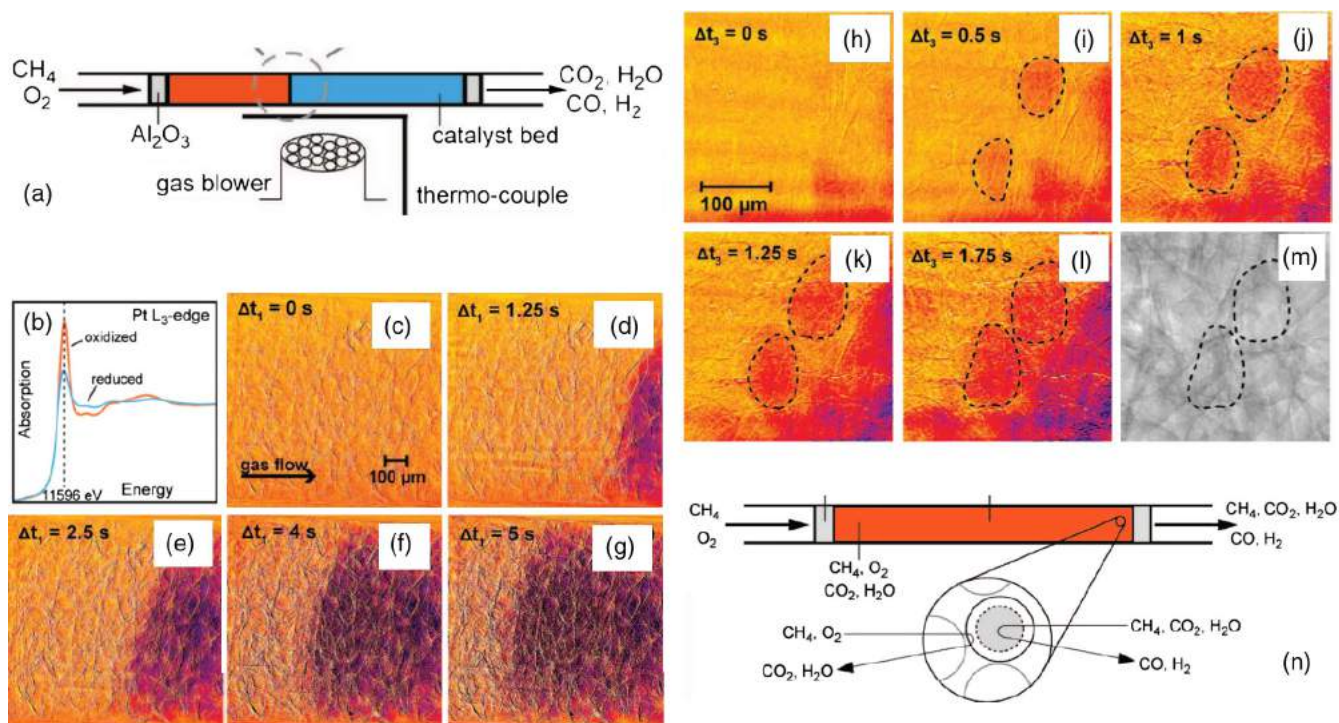 CH₄
O₂
Al₂O₃
gas blower
catalyst bed
thermo-couple
CO₂, H₂O
CO, H₂
(a)
(b)
Pt L₃-edge
oxidized
reduced
Absorption
11596 eV
Energy
Δt₁ = 0 s
(c)
gas flow
100 μm
Δt₁ = 1.25 s
(d)
Δt₁ = 2.5 s
(e)
Δt₁ = 4 s
(f)
Δt₁ = 5 s
(g)
Δt₃ = 0 s
(h)
100 μm
Δt₃ = 0.5 s
(i)
Δt₃ = 1 s
(j)
Δt₃ = 1.25 s
(k)
Δt₃ = 1.75 s
(l)
(m)
CH₄
O₂
CH₄, CO₂, H₂O
CO, H₂
CH₄, O₂
CO₂, H₂O
CH₄, O₂
CO₂, H₂O
CH₄, CO₂, H₂O
CO, H₂
(n)